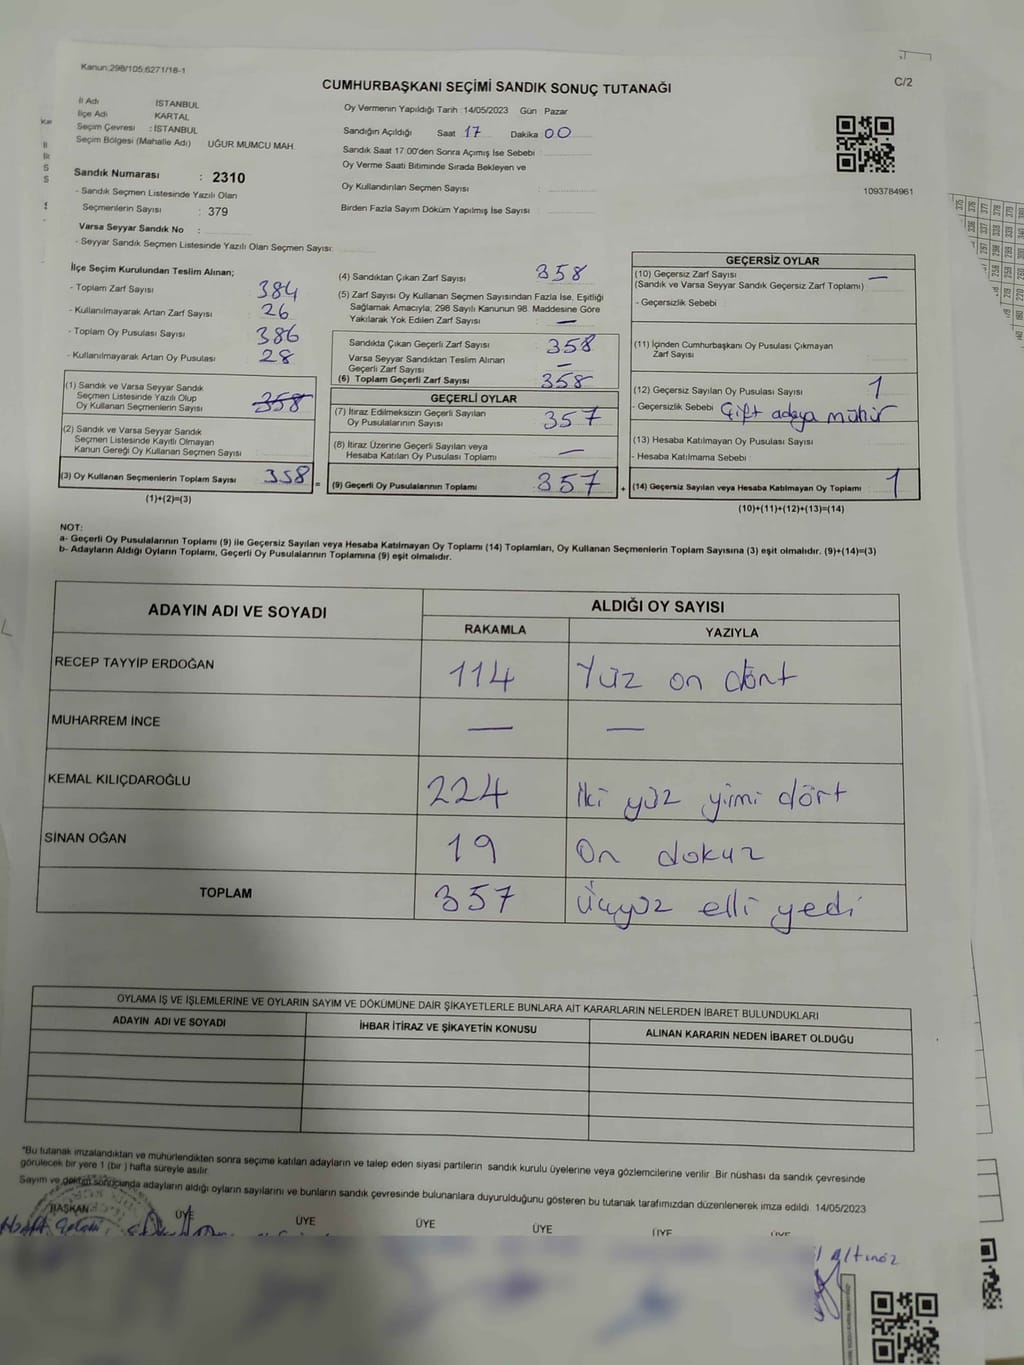 Kanun:298/105;6271/18-1
CUMHURBAŞKANI SEÇİMİ SANDIK SONUÇ TUTANAĞI
C/2
İl Adı İSTANBUL
İlçe Adı KARTAL
Seçim Çevresi : İSTANBUL
Seçim Bölgesi (Mahalle Adı) UĞUR MUMCU MAH.
Sandık Numarası : 2310
- Sandık Seçmen Listesinde Yazılı Olan
Seçmenlerin Sayısı : 379
Varsa Seyyar Sandık No :
- Seyyar Sandık Seçmen Listesinde Yazılı Olan Seçmen Sayısı:
Oy Vermenin Yapıldığı Tarih :14/05/2023 Gün : Pazar
Sandığın Açıldığı Saat 17 Dakika 00
Sandık Saat 17:00'den Sonra Açımış İse Sebebi :
Oy Verme Saati Bitiminde Sırada Bekleyen ve
Oy Kullandırılan Seçmen Sayısı :
Birden Fazla Sayım Döküm Yapılmış İse Sayısı :
1093784961
İlçe Seçim Kurulundan Teslim Alınan;
- Toplam Zarf Sayısı 384
- Kullanılmayarak Artan Zarf Sayısı 26
- Toplam Oy Pusulası Sayısı 386
- Kullanılmayarak Artan Oy Pusulası 28
(1) Sandık ve Varsa Seyyar Sandık
Seçmen Listesinde Yazılı Olup
Oy Kullanan Seçmenlerin Sayısı 358
(2) Sandık ve Varsa Seyyar Sandık
Seçmen Listesinde Kayıtlı Olmayan
Kanun Gereği Oy Kullanan Seçmen Sayısı
(3) Oy Kullanan Seçmenlerin Toplam Sayısı 358 =
(1)+(2)=(3)
(4) Sandıktan Çıkan Zarf Sayısı 358
(5) Zarf Sayısı Oy Kullanan Seçmen Sayısından Fazla İse, Eşitliği
Sağlamak Amacıyla; 298 Sayılı Kanunun 98. Maddesine Göre
Yakılarak Yok Edilen Zarf Sayısı : —
Sandıkta Çıkan Geçerli Zarf Sayısı 358
Varsa Seyyar Sandıktan Teslim Alınan
Geçerli Zarf Sayısı —
(6) Toplam Geçerli Zarf Sayısı 358
GEÇERLİ OYLAR
(7) İtiraz Edilmeksizin Geçerli Sayılan
Oy Pusulalarının Sayısı 357
(8) İtiraz Üzerine Geçerli Sayılan veya
Hesaba Katılan Oy Pusulası Toplamı —
(9) Geçerli Oy Pusulalarının Toplamı 357 +
GEÇERSİZ OYLAR
(10) Geçersiz Zarf Sayısı —
(Sandık ve Varsa Seyyar Sandık Geçersiz Zarf Toplamı) :
- Geçersizlik Sebebi :
(11) İçinden Cumhurbaşkanı Oy Pusulası Çıkmayan
Zarf Sayısı
(12) Geçersiz Sayılan Oy Pusulası Sayısı 1
- Geçersizlik Sebebi Çift adaya mühür
(13) Hesaba Katılmayan Oy Pusulası Sayısı :
- Hesaba Katılmama Sebebi :
(14) Geçersiz Sayılan veya Hesaba Katılmayan Oy Toplamı 1
(10)+(11)+(12)+(13)=(14)
NOT:
a- Geçerli Oy Pusulalarının Toplamı (9) ile Geçersiz Sayılan veya Hesaba Katılmayan Oy Toplamı (14) Toplamları, Oy Kullanan Seçmenlerin Toplam Sayısına (3) eşit olmalıdır. (9)+(14)=(3)
b- Adayların Aldığı Oyların Toplamı, Geçerli Oy Pusulalarının Toplamına (9) eşit olmalıdır.
ADAYIN ADI VE SOYADI ALDIĞI OY SAYISI
RAKAMLA YAZIYLA
RECEP TAYYİP ERDOĞAN 114 Yüz on dört
MUHARREM İNCE — —
KEMAL KILIÇDAROĞLU 224 İki yüz yimi dört
SİNAN OĞAN 19 On dokuz
TOPLAM 357 Üçyüz elli yedi
OYLAMA İŞ VE İŞLEMLERİNE VE OYLARIN SAYIM VE DÖKÜMÜNE DAİR ŞİKAYETLERLE BUNLARA AİT KARARLARIN NELERDEN İBARET BULUNDUKLARI
ADAYIN ADI VE SOYADI İHBAR İTİRAZ VE ŞİKAYETİN KONUSU ALINAN KARARIN NEDEN İBARET OLDUĞU
*Bu tutanak imzalandıktan ve mühürlendikten sonra seçime katılan adayların ve talep eden siyasi partilerin sandık kurulu üyelerine veya gözlemcilerine verilir. Bir nüshası da sandık çevresinde
görülecek bir yere 1 (bir ) hafta süreyle asılır.
Sayım ve döküm sonucunda adayların aldığı oyların sayılarını ve bunların sandık çevresinde bulunanlara duyurulduğunu gösteren bu tutanak tarafımızdan düzenlenerek imza edildi. 14/05/2023
BAŞKAN ÜYE ÜYE ÜYE ÜYE ÜYE ÜYE